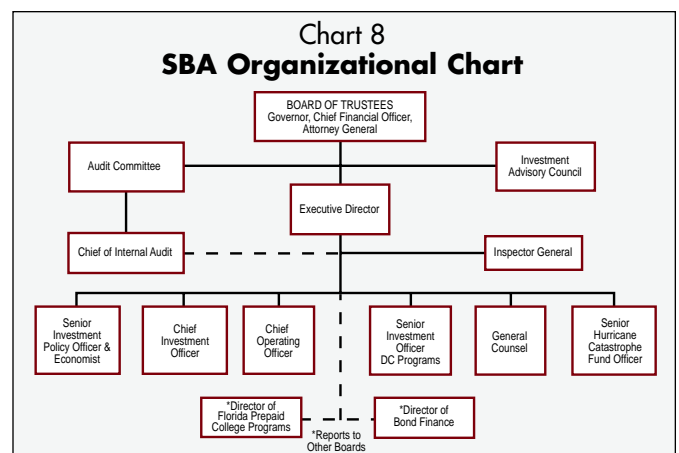 Chart 8
SBA Organizational Chart
BOARD OF TRUSTEES
Governor, Chief Financial Officer,
Attorney General
Audit Committee
Investment
Advisory Council
Executive Director
Chief of Internal Audit
Inspector General
Senior
Investment
Policy Officer &
Economist
Chief
Investment
Officer
Chief
Operating
Officer
Senior
Investment
Officer
DC Programs
General
Counsel
Senior
Hurricane
Catastrophe
Fund Officer
*Director of
Florida Prepaid
College Programs
*Director of
Bond Finance
*Reports to
Other Boards